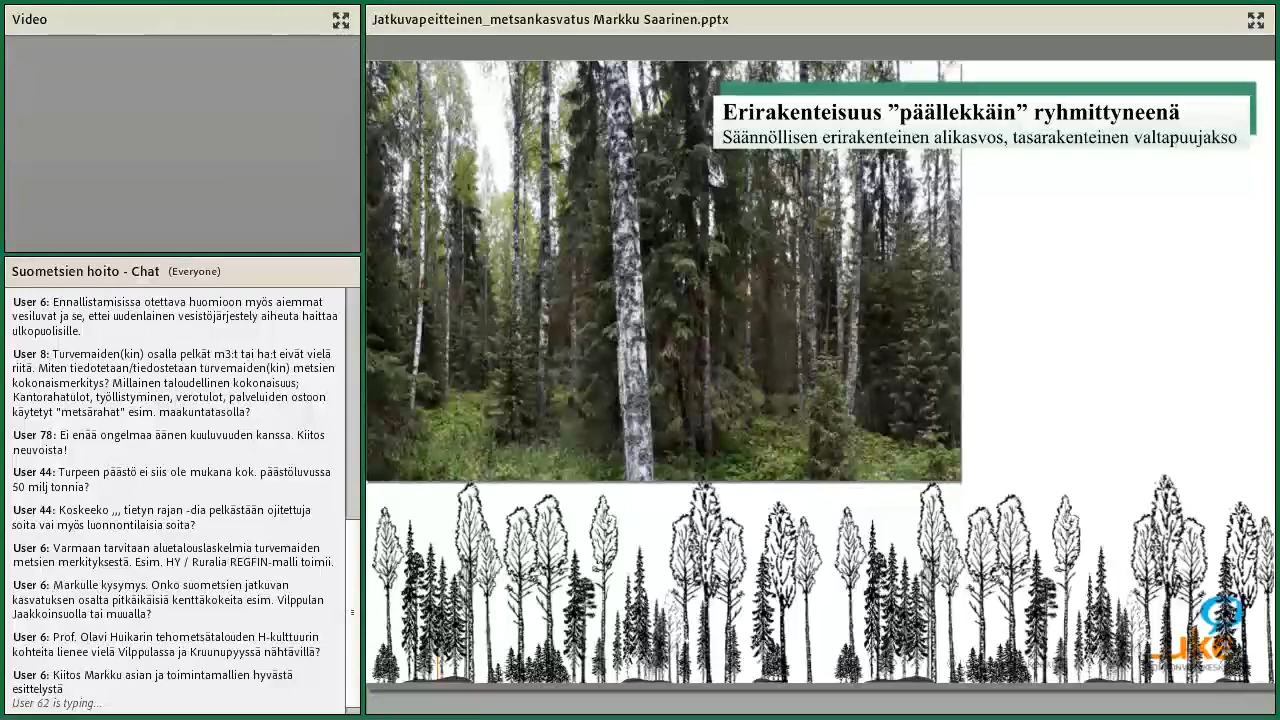 Video
Jatkuvapeitteinen_metsankasvatus Markku Saarinen.pptx
Erirakenteisuus ”päällekkäin” ryhmittyneenä
Säännöllisen erirakenteinen alikasvos, tasarakenteinen valtapuujakso
Suometsien hoito - Chat (Everyone)
User 6: Ennallistamisissa otettava huomioon myös aiemmat
vesiluvat ja se, ettei uudenlainen vesistöjärjestely aiheuta haittaa
ulkopuolisille.
User 8: Turvemaiden(kin) osalla pelkät m3:t tai ha:t eivät vielä
riitä. Miten tiedotetaan/tiedostetaan turvemaiden(kin) metsien
kokonaismerkitys? Millainen taloudellinen kokonaisuus;
Kantorahatulot, työllistyminen, verotulot, palveluiden ostoon
käytetyt "metsärahat" esim. maakuntatasolla?
User 78: Ei enää ongelmaa äänen kuuluvuuden kanssa. Kiitos
neuvoista!
User 44: Turpeen päästö ei siis ole mukana kok. päästöluvussa
50 milj tonnia?
User 44: Koskeeko ,,, tietyn rajan -dia pelkästään ojitettuja
soita vai myös luonnontilaisia soita?
User 6: Varmaan tarvitaan aluetalouslaskelmia turvemaiden
metsien merkityksestä. Esim. HY / Ruralia REGFIN-malli toimii.
User 6: Markulle kysymys. Onko suometsien jatkuvan
kasvatuksen osalta pitkäikäisiä kenttäkokeita esim. Vilppulan
Jaakkoinsuolla tai muualla?
User 6: Prof. Olavi Huikarin tehometsätalouden H-kulttuurin
kohteita lienee vielä Vilppulassa ja Kruunupyyssä nähtävillä?
User 6: Kiitos Markku asian ja toimintamallien hyvästä
esittelystä
User 62 is typing...
Luke